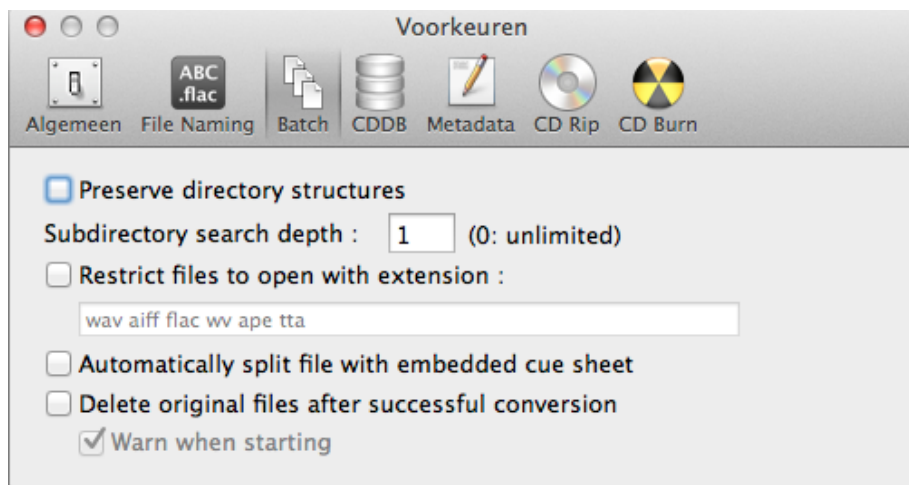 Voorkeuren
ABC
.flac
Algemeen File Naming Batch CDDB Metadata CD Rip CD Burn
Preserve directory structures
Subdirectory search depth : 1 (0: unlimited)
Restrict files to open with extension :
wav aiff flac wv ape tta
Automatically split file with embedded cue sheet
Delete original files after successful conversion
Warn when starting